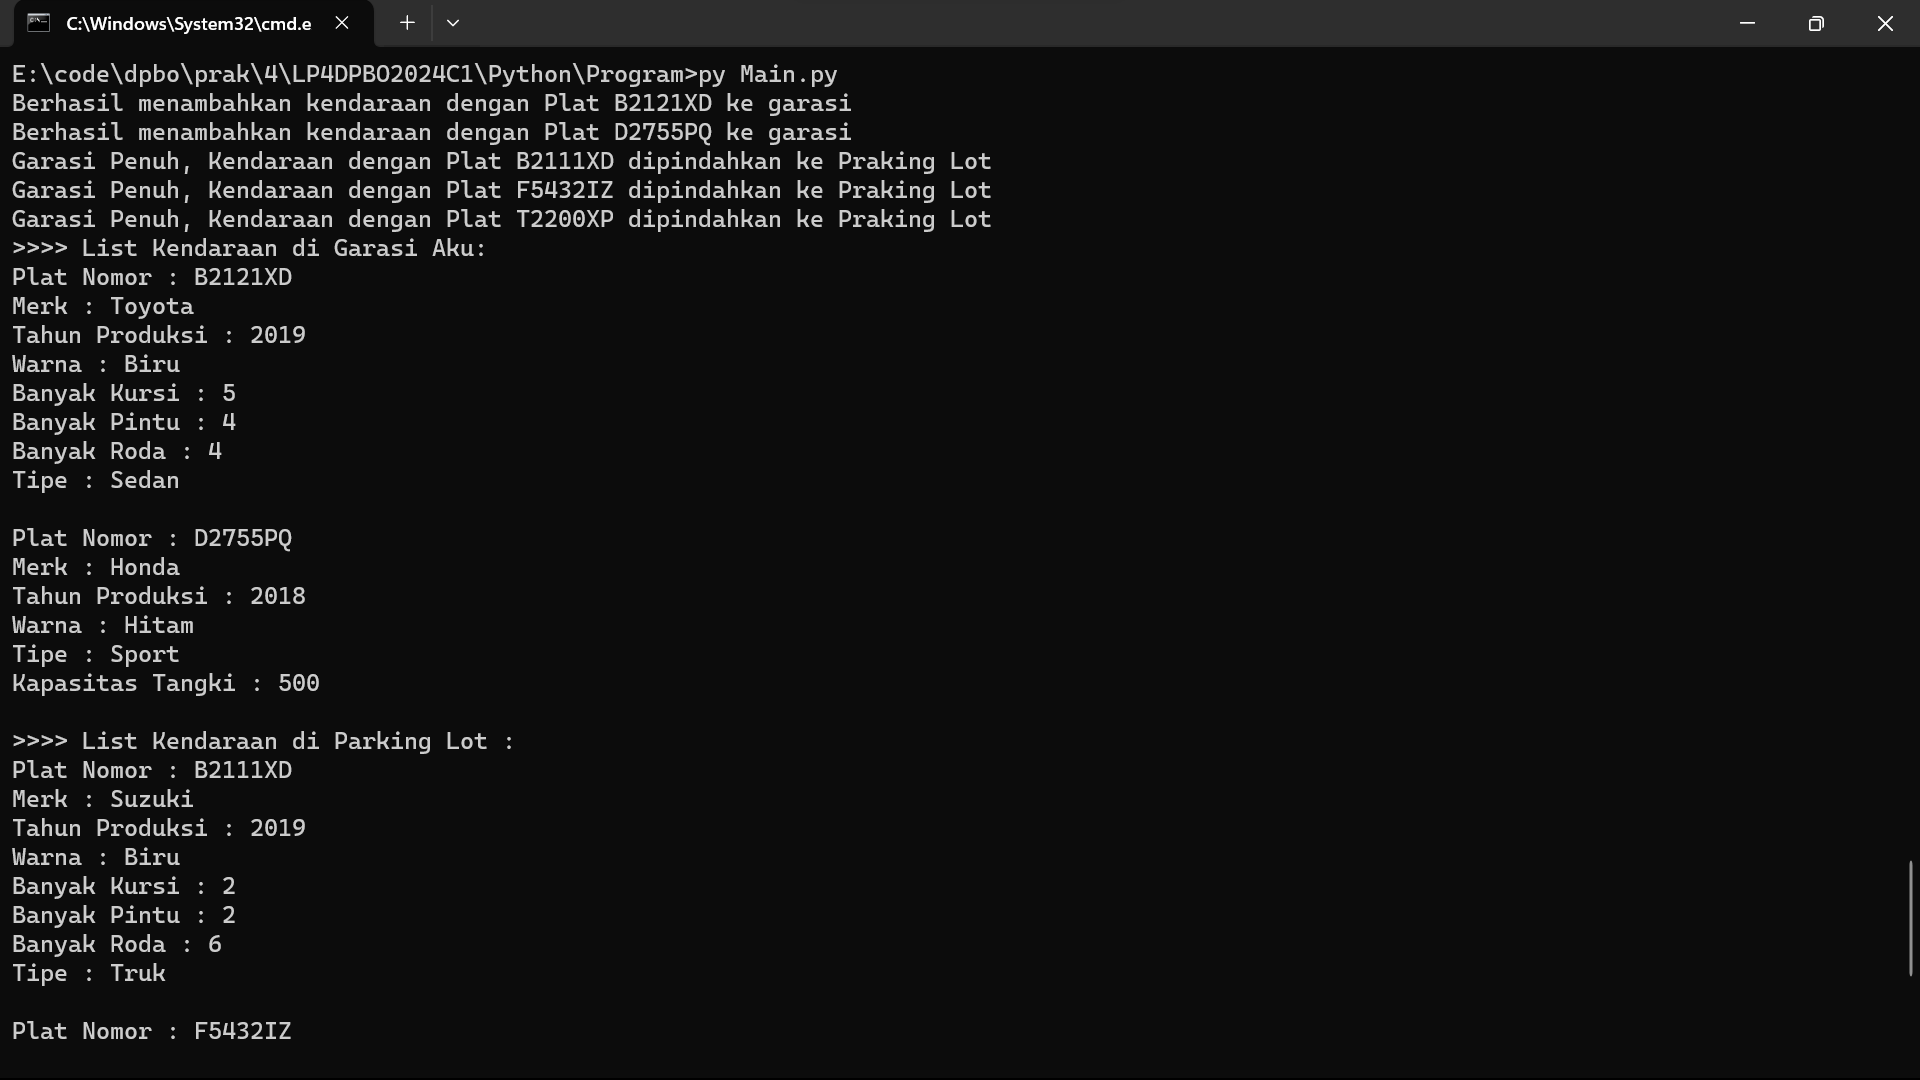 C:\Windows\System32\cmd.e
E:\code\dpbo\prak\4\LP4DPBO2024C1\Python\Program>py Main.py
Berhasil menambahkan kendaraan dengan Plat B2121XD ke garasi
Berhasil menambahkan kendaraan dengan Plat D2755PQ ke garasi
Garasi Penuh, Kendaraan dengan Plat B2111XD dipindahkan ke Praking Lot
Garasi Penuh, Kendaraan dengan Plat F5432IZ dipindahkan ke Praking Lot
Garasi Penuh, Kendaraan dengan Plat T2200XP dipindahkan ke Praking Lot
>>>> List Kendaraan di Garasi Aku:
Plat Nomor : B2121XD
Merk : Toyota
Tahun Produksi : 2019
Warna : Biru
Banyak Kursi : 5
Banyak Pintu : 4
Banyak Roda : 4
Tipe : Sedan

Plat Nomor : D2755PQ
Merk : Honda
Tahun Produksi : 2018
Warna : Hitam
Tipe : Sport
Kapasitas Tangki : 500

>>>> List Kendaraan di Parking Lot :
Plat Nomor : B2111XD
Merk : Suzuki
Tahun Produksi : 2019
Warna : Biru
Banyak Kursi : 2
Banyak Pintu : 2
Banyak Roda : 6
Tipe : Truk

Plat Nomor : F5432IZ